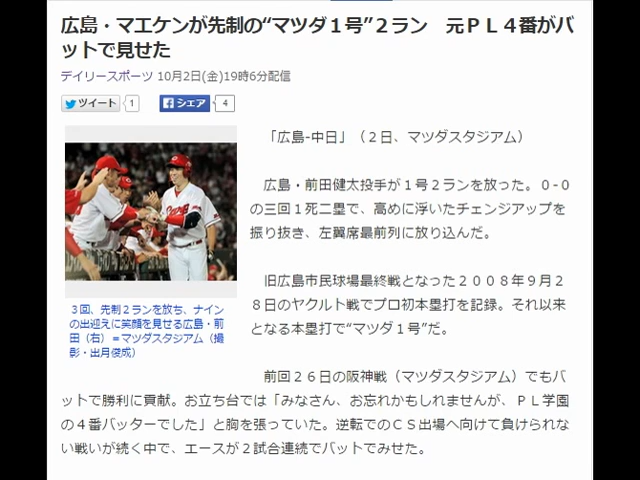 広島・マエケンが先制の“マツダ１号”２ラン　元ＰＬ４番がバ
ットで見せた
デイリースポーツ 10月2日(金)19時6分配信
ツイート 1 シェア 4
「広島-中日」（２日、マツダスタジアム）
広島・前田健太投手が１号２ランを放った。０-０
の三回１死二塁で、高めに浮いたチェンジアップを
振り抜き、左翼席最前列に放り込んだ。
旧広島市民球場最終戦となった２００８年９月２
８日のヤクルト戦でプロ初本塁打を記録。それ以来
となる本塁打で“マツダ１号”だ。
３回、先制２ランを放ち、ナイン
の出迎えに笑顔を見せる広島・前
田（右）＝マツダスタジアム（撮
影・出月俊成）
前回２６日の阪神戦（マツダスタジアム）でもバ
ットで勝利に貢献。お立ち台では「みなさん、お忘れかもしれませんが、ＰＬ学園
の４番バッターでした」と胸を張っていた。逆転でのＣＳ出場へ向けて負けられな
い戦いが続く中で、エースが２試合連続でバットでみせた。